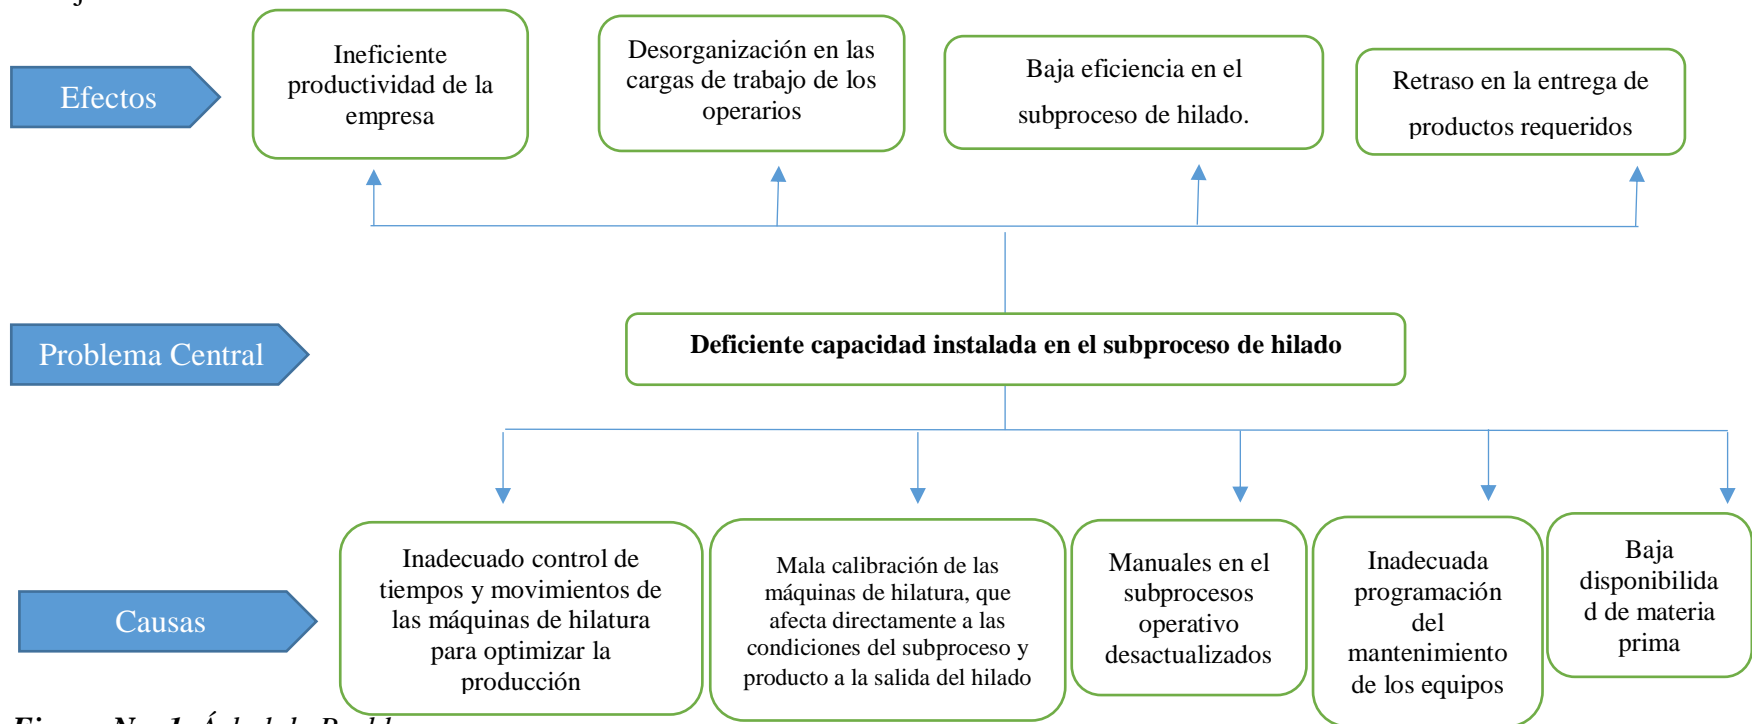 Efectos
Ineficiente
productividad de la
empresa
Desorganización en las
cargas de trabajo de los
operarios
Baja eficiencia en el
subproceso de hilado.
Retraso en la entrega de
productos requeridos
Problema Central
Deficiente capacidad instalada en el subproceso de hilado
Causas
Inadecuado control de
tiempos y movimientos de
las máquinas de hilatura
para optimizar la
producción
Mala calibración de las
máquinas de hilatura, que
afecta directamente a las
condiciones del subproceso y
producto a la salida del hilado
Manuales en el
subprocesos
operativo
desactualizados
Inadecuada
programación
del
mantenimiento
de los equipos
Baja
disponibilida
d de materia
prima